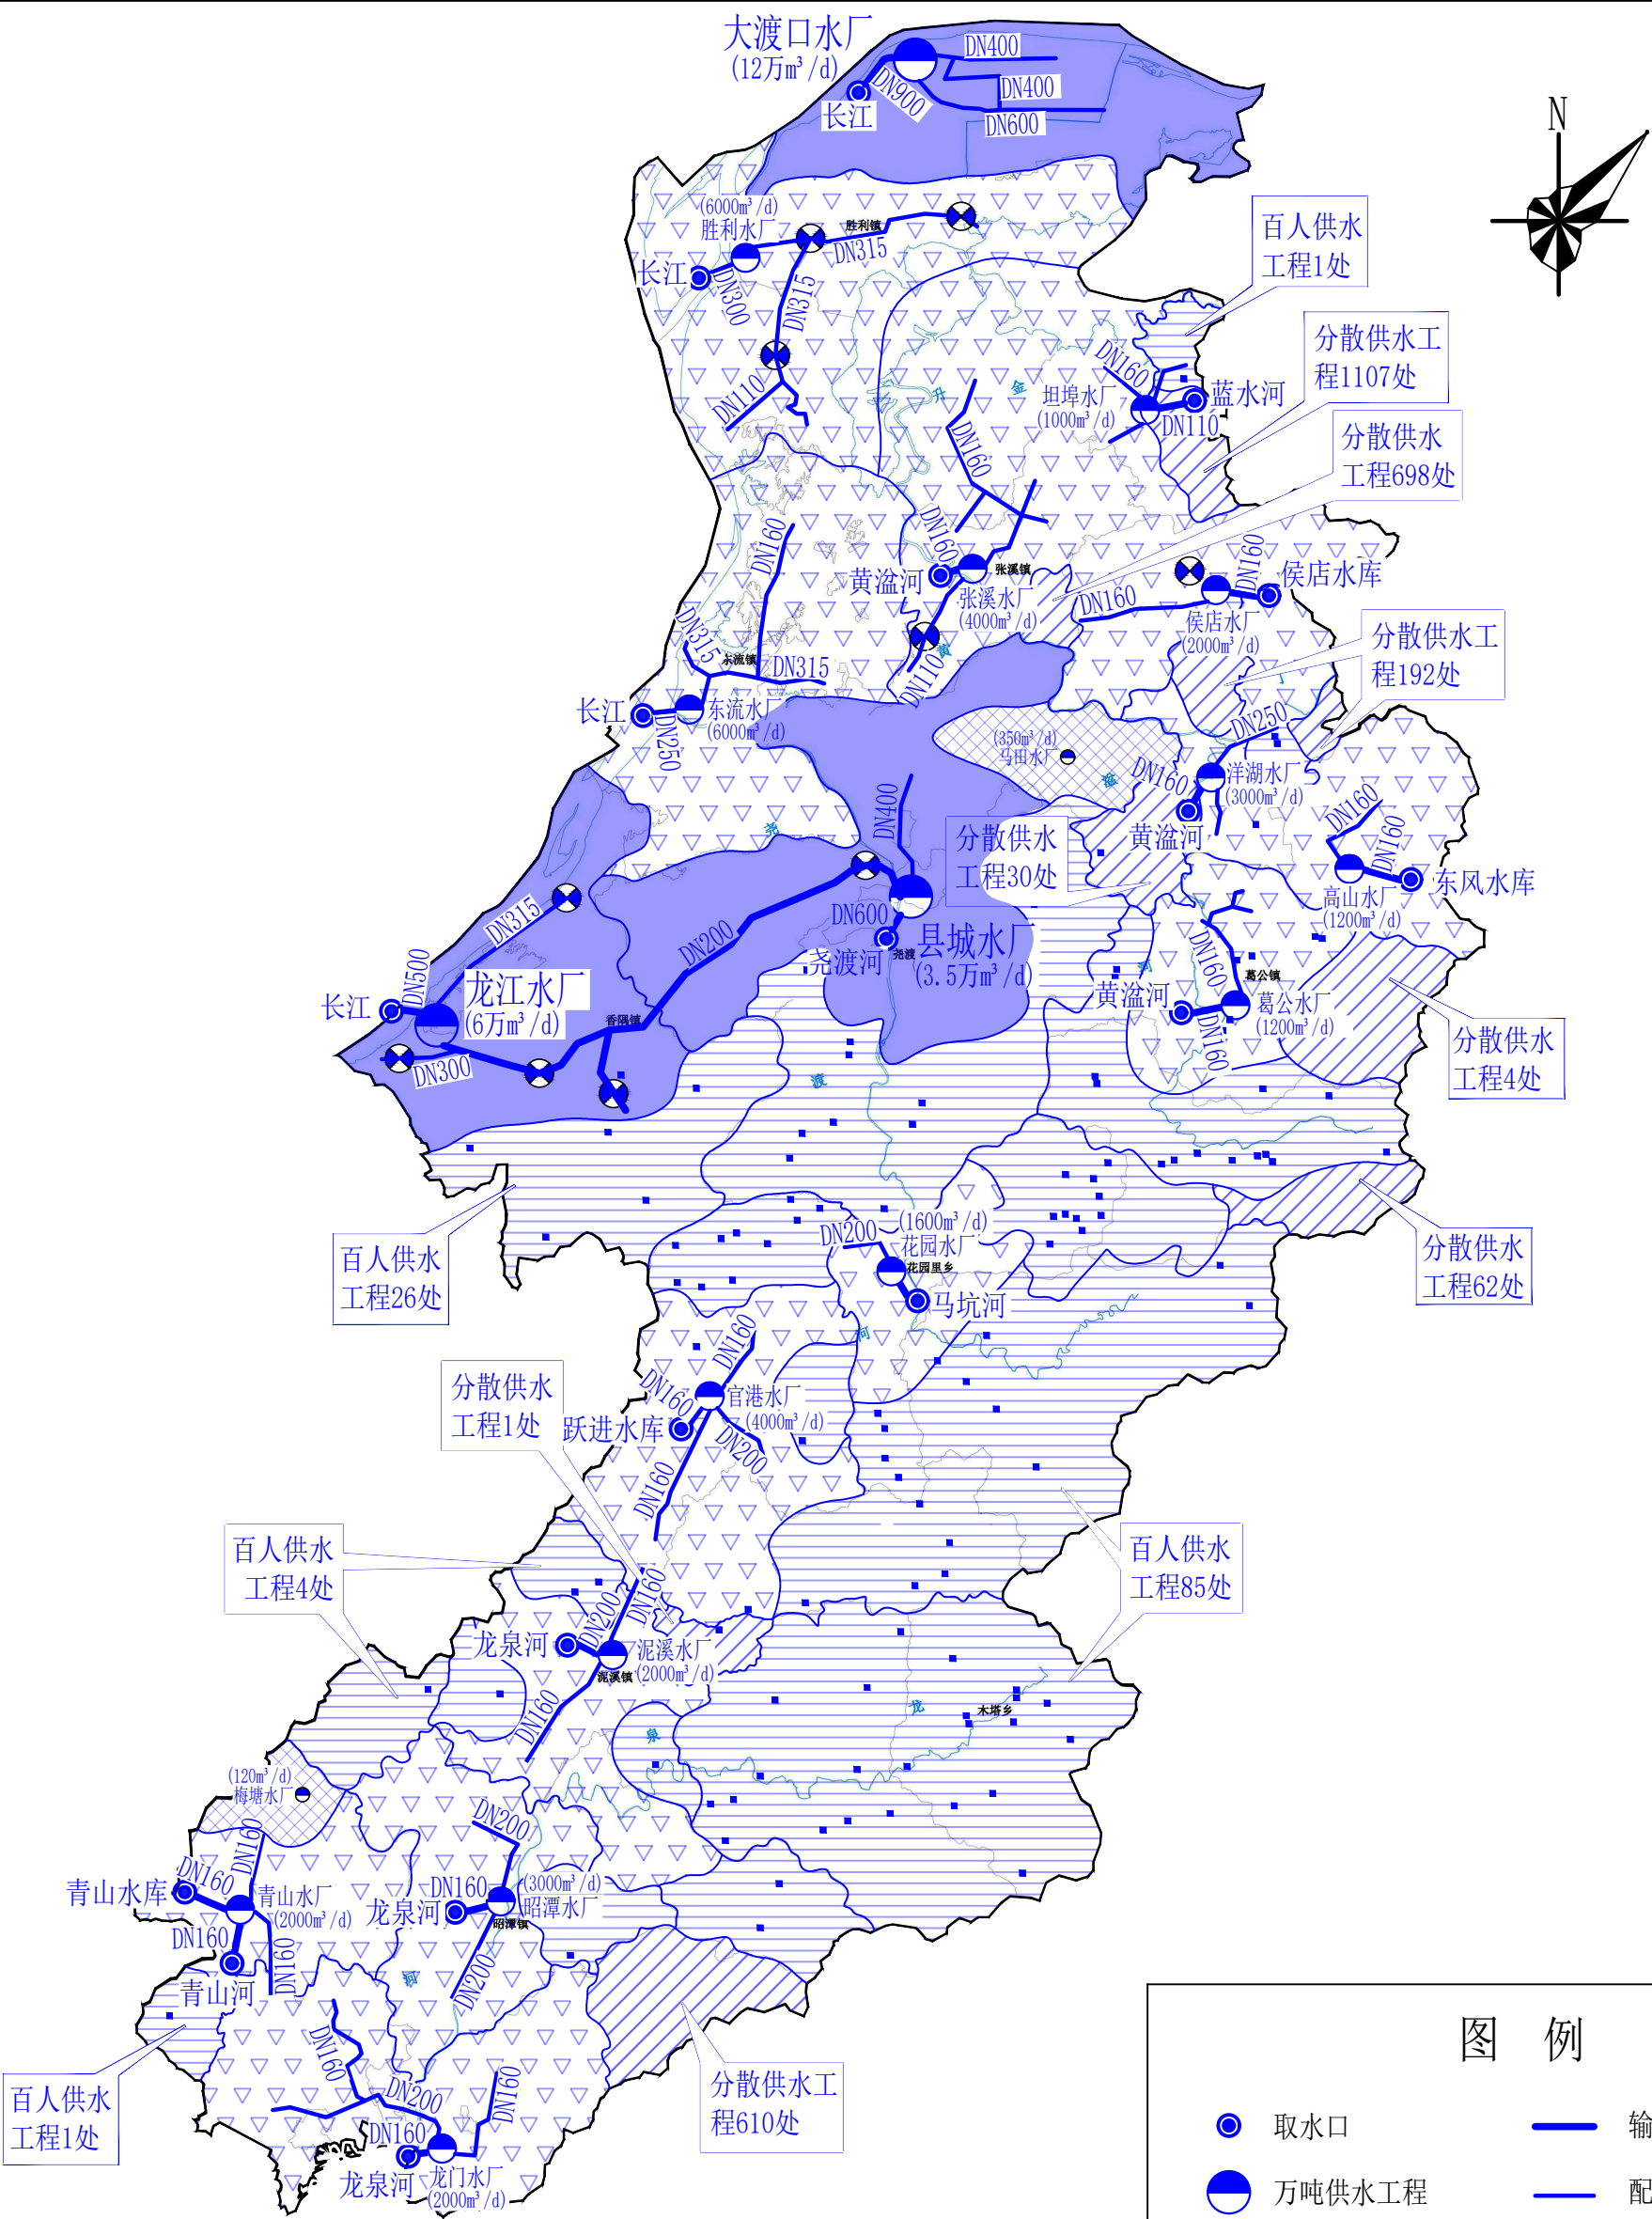 大渡口水厂
(12万m³/d)
DN400
DN400
DN900
DN600
长江
N
(6000m³/d)
胜利水厂
胜利镇
DN315
长江
DN300
DN315
DN110
百人供水
工程1处
分散供水工
程1107处
分散供水
工程698处
升
金
DN160
坦埠水厂
(1000m³/d)
蓝水河
DN110
DN160
DN160
DN160
黄湓河
张溪镇
张溪水厂
(4000m³/d)
DN110
黄
DN160
侯店水库
DN160
侯店水厂
(2000m³/d)
分散供水工
程192处
DN315
东流镇
DN315
长江
东流水厂
(6000m³/d)
DN250
(350m³/d)
马田水厂
湓
DN250
DN160
洋湖水厂
(3000m³/d)
黄湓河
尧
DN400
分散供水
工程30处
DN160
DN160
东风水库
高山水厂
(1200m³/d)
DN315
DN200
DN600
县城水厂
(3.5万m³/d)
尧渡河
尧渡
DN160
河
葛公镇
黄湓河
葛公水厂
(1200m³/d)
DN160
DN500
长江
龙江水厂
(6万m³/d)
香隅镇
DN300
渡
分散供水
工程4处
百人供水
工程26处
DN200
(1600m³/d)
花园水厂
花园里乡
马坑河
河
分散供水
工程62处
分散供水
工程1处
DN160
DN160
官港水厂
(4000m³/d)
跃进水库
DN200
DN160
百人供水
工程4处
百人供水
工程85处
DN200
DN160
龙泉河
泥溪水厂
(2000m³/d)
泥溪镇
DN160
泉
龙
木塔乡
(120m³/d)
梅塘水厂
DN160
DN160
青山水库
青山水厂
(2000m³/d)
DN160
青山河
DN160
DN200
DN160
(3000m³/d)
昭潭水厂
龙泉河
昭潭镇
DN200
河
百人供水
工程1处
DN160
DN200
DN160
DN160
龙泉河
龙门水厂
(2000m³/d)
分散供水工
程610处
图 例
取水口
输
万吨供水工程
配